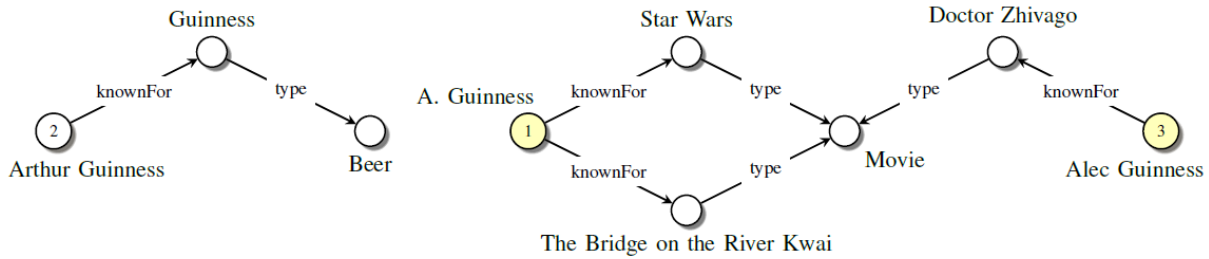 Guinness
Star Wars
Doctor Zhivago
knownFor
type
A. Guinness
knownFor
type
type
knownFor
2
1
3
Arthur Guinness
Beer
knownFor
type
Movie
Alec Guinness
The Bridge on the River Kwai